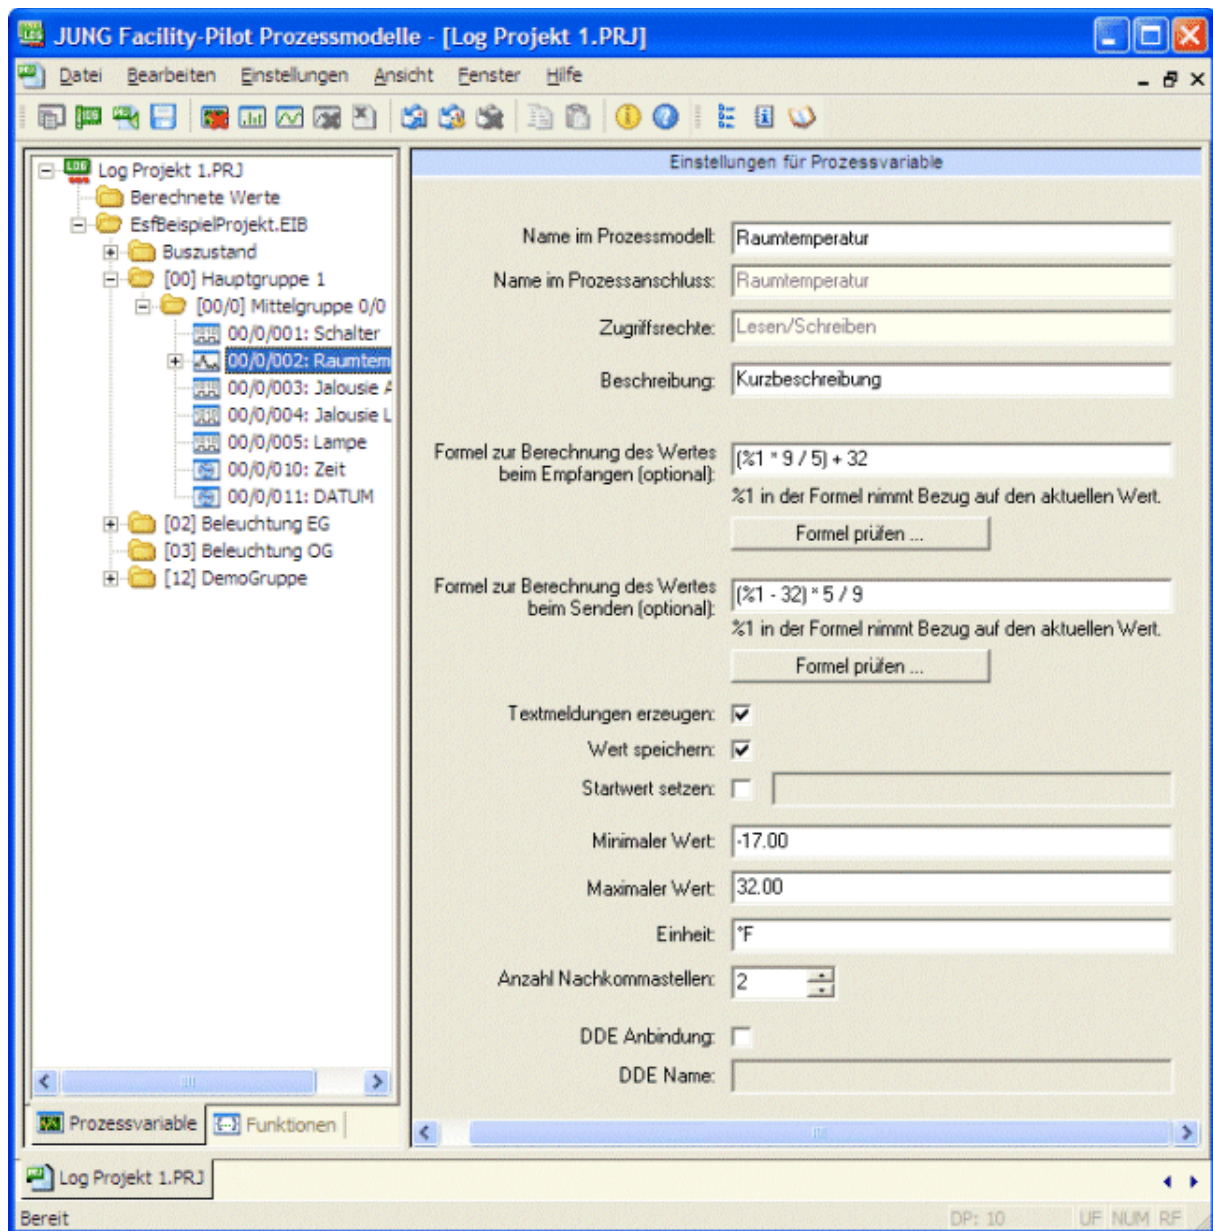 JUNG Facility-Pilot Prozessmodelle - [Log Projekt 1.PRJ]
Datei Bearbeiten Einstellungen Ansicht Fenster Hilfe
Log Projekt 1.PRJ
Berechnete Werte
EsfBeispielProjekt.EIB
Buszustand
[00] Hauptgruppe 1
[00/0] Mittelgruppe 0/0
00/0/001: Schalter
00/0/002: Raumtem
00/0/003: Jalousie A
00/0/004: Jalousie L
00/0/005: Lampe
00/0/010: Zeit
00/0/011: DATUM
[02] Beleuchtung EG
[03] Beleuchtung OG
[12] DemoGruppe
Prozessvariable Funktionen
Einstellungen für Prozessvariable
Name im Prozessmodell: Raumtemperatur
Name im Prozessanschluss: Raumtemperatur
Zugriffsrechte: Lesen/Schreiben
Beschreibung: Kurzbeschreibung
Formel zur Berechnung des Wertes
beim Empfangen (optional): (%1 * 9 / 5) + 32
%1 in der Formel nimmt Bezug auf den aktuellen Wert.
Formel prüfen ...
Formel zur Berechnung des Wertes
beim Senden (optional): (%1 - 32) * 5 / 9
%1 in der Formel nimmt Bezug auf den aktuellen Wert.
Formel prüfen ...
Textmeldungen erzeugen:
Wert speichern:
Startwert setzen:
Minimaler Wert: -17.00
Maximaler Wert: 32.00
Einheit: °F
Anzahl Nachkommastellen: 2
DDE Anbindung:
DDE Name:
Log Projekt 1.PRJ
Bereit DP: 10 UF NUM RF